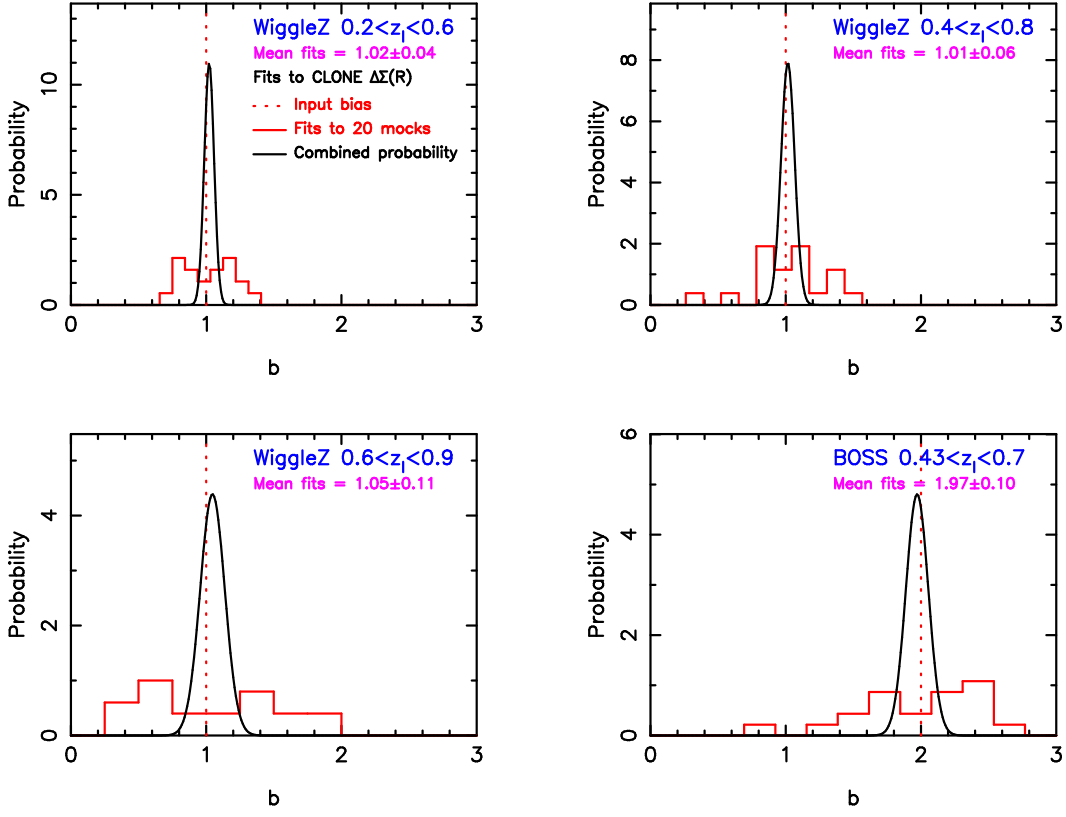 WiggleZ 0.2<z_l<0.6
Mean fits = 1.02±0.04
Fits to CLONE ΔΣ(R)
Input bias
Fits to 20 mocks
Combined probability
Probability
10
5
0
0 1 2 3
b
WiggleZ 0.4<z_l<0.8
Mean fits = 1.01±0.06
Probability
8
6
4
2
0
0 1 2 3
b
WiggleZ 0.6<z_l<0.9
Mean fits = 1.05±0.11
Probability
4
2
0
0 1 2 3
b
BOSS 0.43<z_l<0.7
Mean fits = 1.97±0.10
Probability
6
4
2
0
0 1 2 3
b